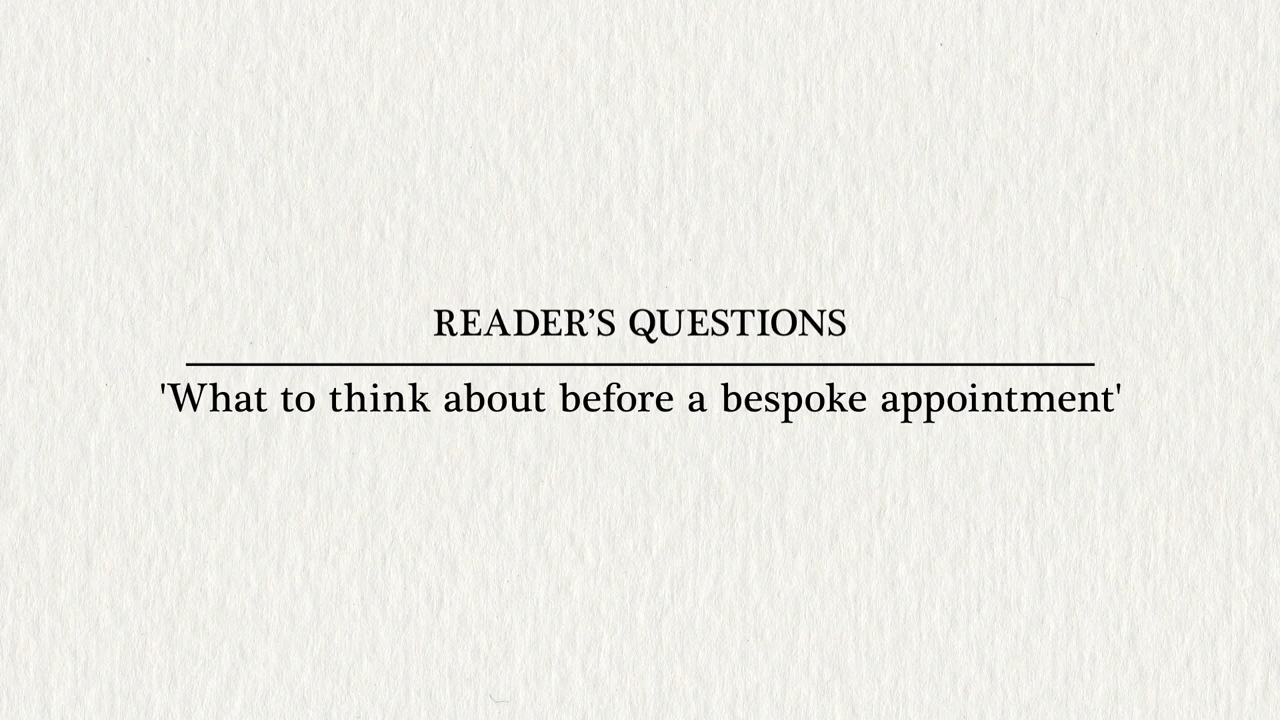 READER’S QUESTIONS
'What to think about before a bespoke appointment'